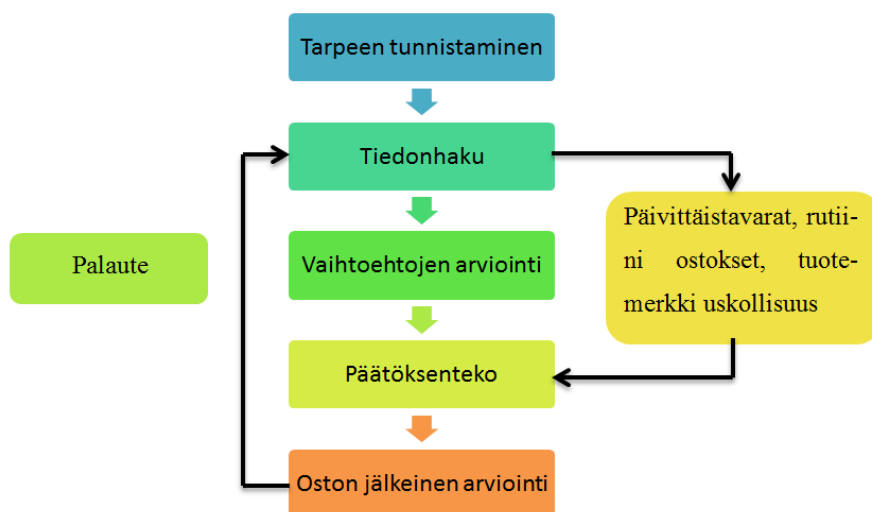 Tarpeen tunnistaminen
Tiedonhaku
Päivittäistavarat, rutii-
ni ostokset, tuote-
merkki uskollisuus
Palaute
Vaihtoehtojen arviointi
Päätöksenteko
Oston jälkeinen arviointi